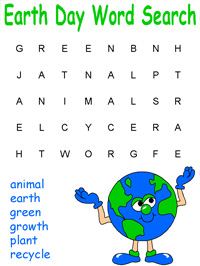 Earth Day Word Search
G R E E N B N H
J A T N A L P T
A N I M A L S R
E L C Y C E R A
H T W O R G F E
animal
earth
green
growth
plant
recycle